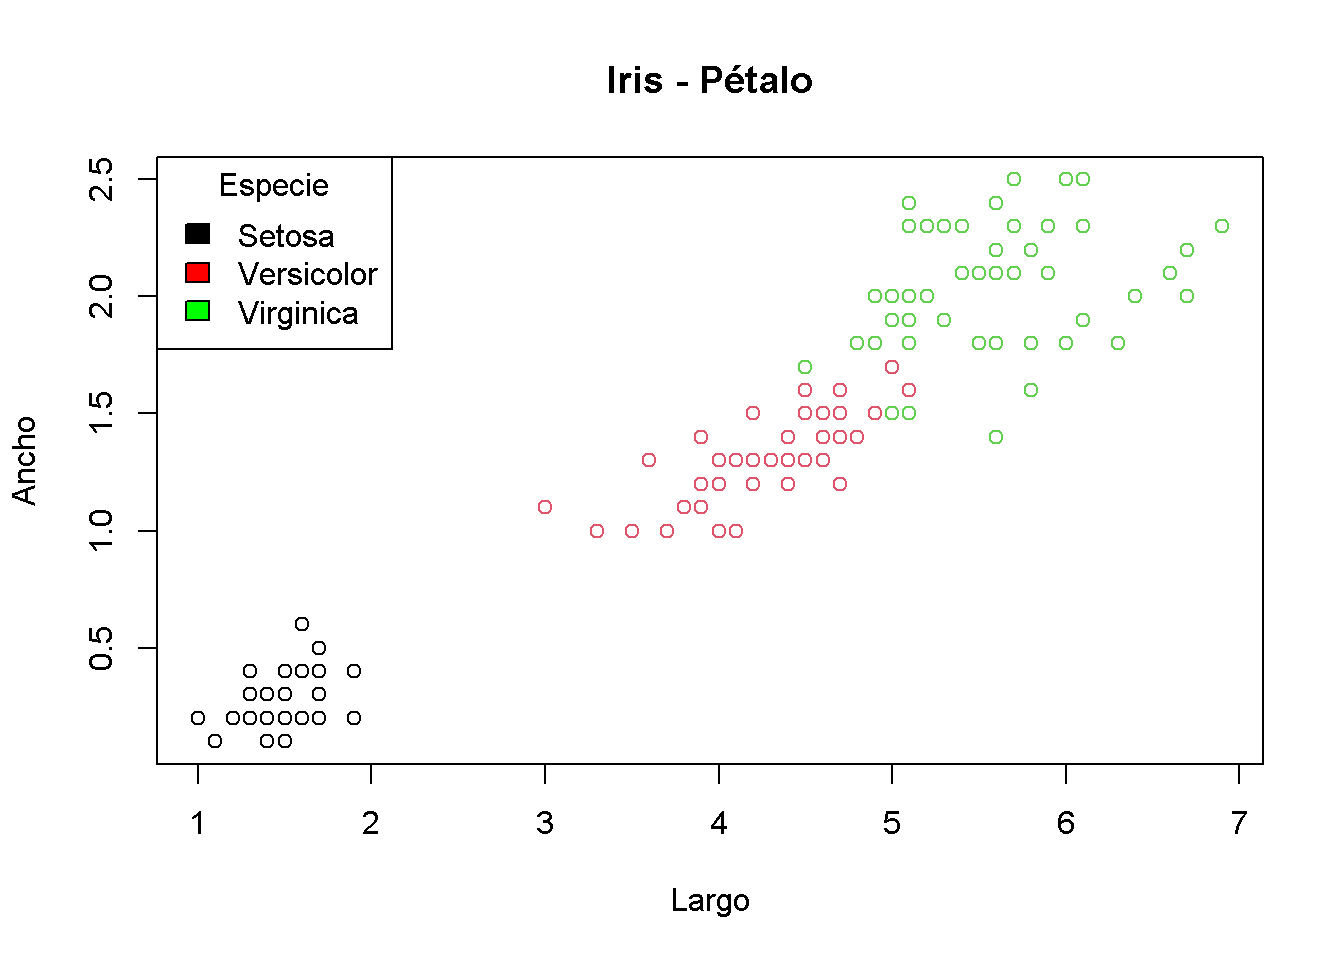 Iris - Pétalo
Especie
Setosa
Versicolor
Virginica
Ancho
2.5
2.0
1.5
1.0
0.5
1 2 3 4 5 6 7
Largo